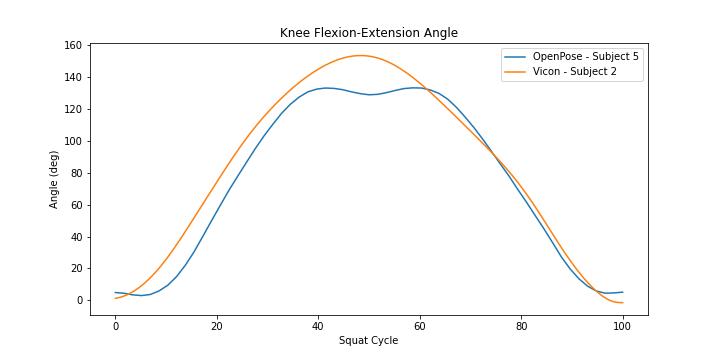 Knee Flexion-Extension Angle
OpenPose - Subject 5
Vicon - Subject 2
Angle (deg)
160
140
120
100
80
60
40
20
0
0 20 40 60 80 100
Squat Cycle